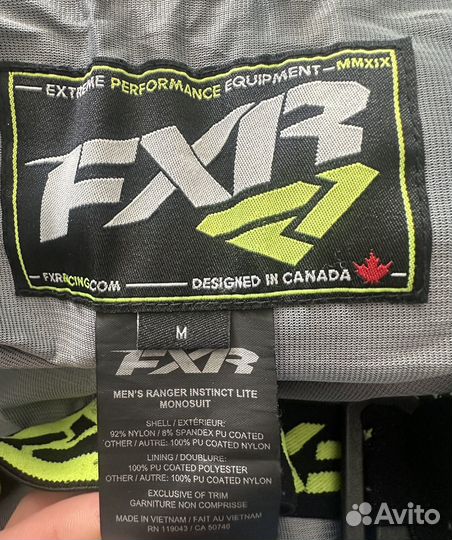 EXTREME PERFORMANCE EQUIPMENT MMXIX
FXR
FXRRACING.COM
DESIGNED IN CANADA
M
FXR
MEN'S RANGER INSTINCT LITE
MONOSUIT
SHELL / EXTÉRIEUR:
92% NYLON / 8% SPANDEX PU COATED
OTHER / AUTRE: 100% PU COATED NYLON
LINING / DOUBLURE:
100% PU COATED POLYESTER
OTHER / AUTRE: 100% PU COATED NYLON
EXCLUSIVE OF TRIM
GARNITURE NON COMPRISE
MADE IN VIETNAM / FAIT AU VIETNAM
RN 119043 / CA 50740
Avito